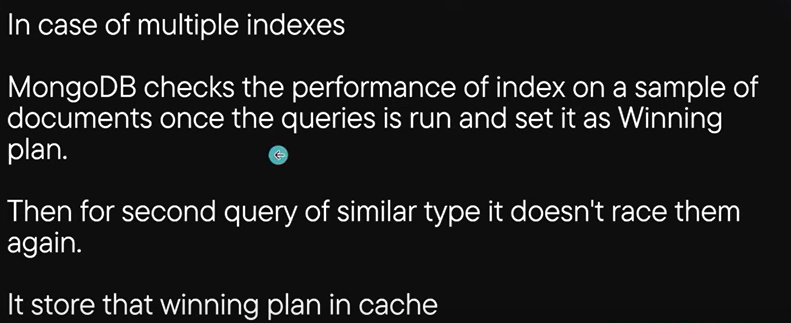 In case of multiple indexes
MongoDB checks the performance of index on a sample of
documents once the queries is run and set it as Winning
plan.
Then for second query of similar type it doesn't race them
again.
It store that winning plan in cache